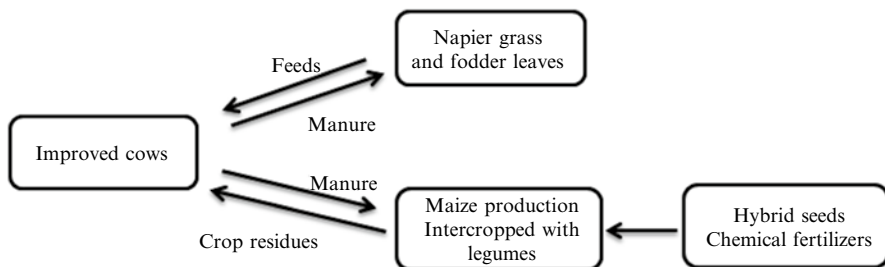 Napier grass
and fodder leaves
Feeds
Manure
Improved cows
Manure
Crop residues
Maize production
Intercropped with
legumes
Hybrid seeds
Chemical fertilizers